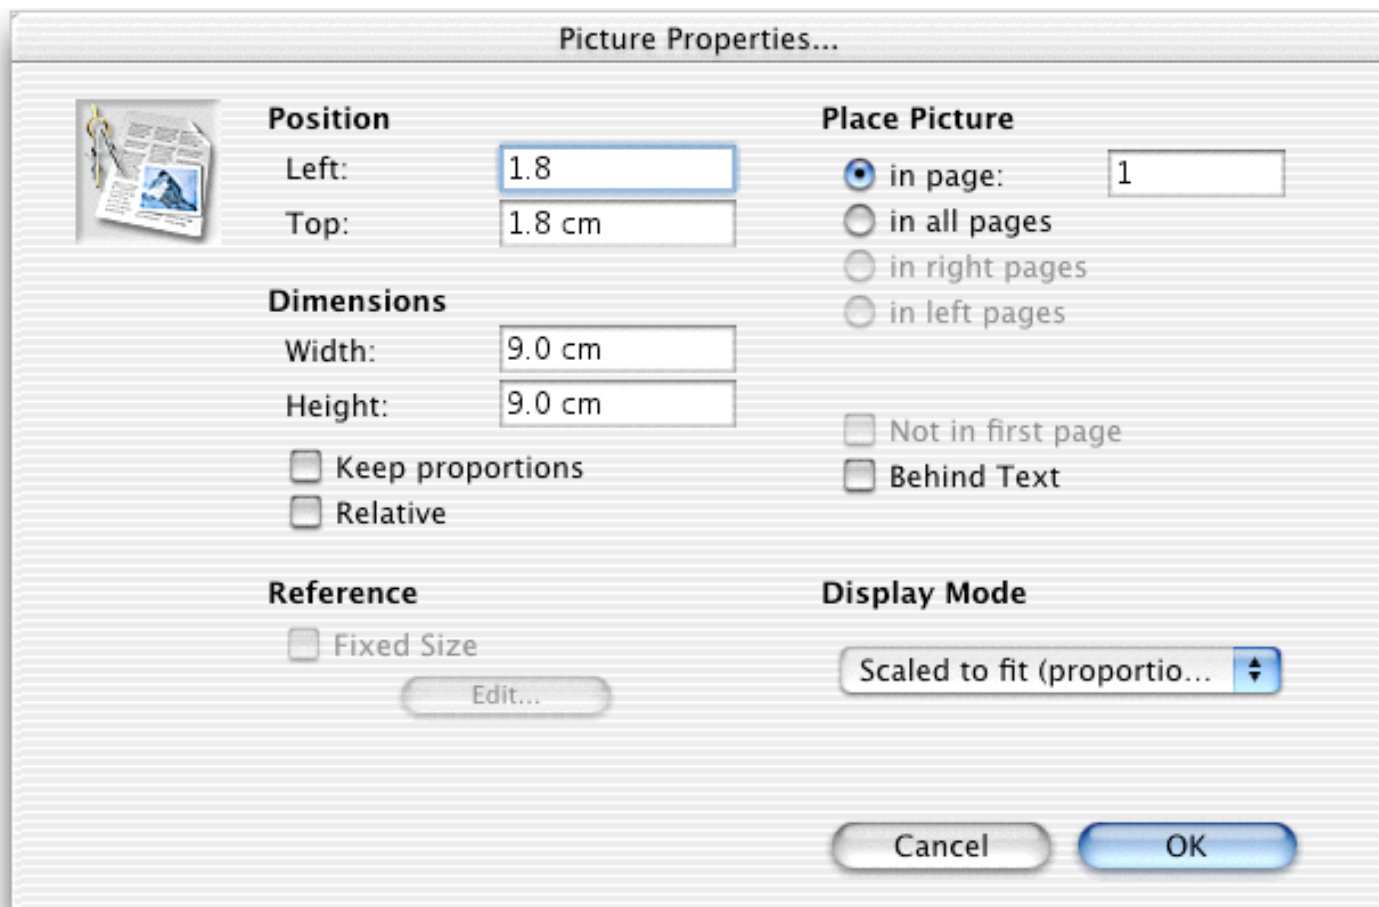 Picture Properties...
Position
Left: 1.8
Top: 1.8 cm
Dimensions
Width: 9.0 cm
Height: 9.0 cm
Keep proportions
Relative
Reference
Fixed Size
Edit...
Place Picture
in page: 1
in all pages
in right pages
in left pages
Not in first page
Behind Text
Display Mode
Scaled to fit (proportio...
Cancel
OK